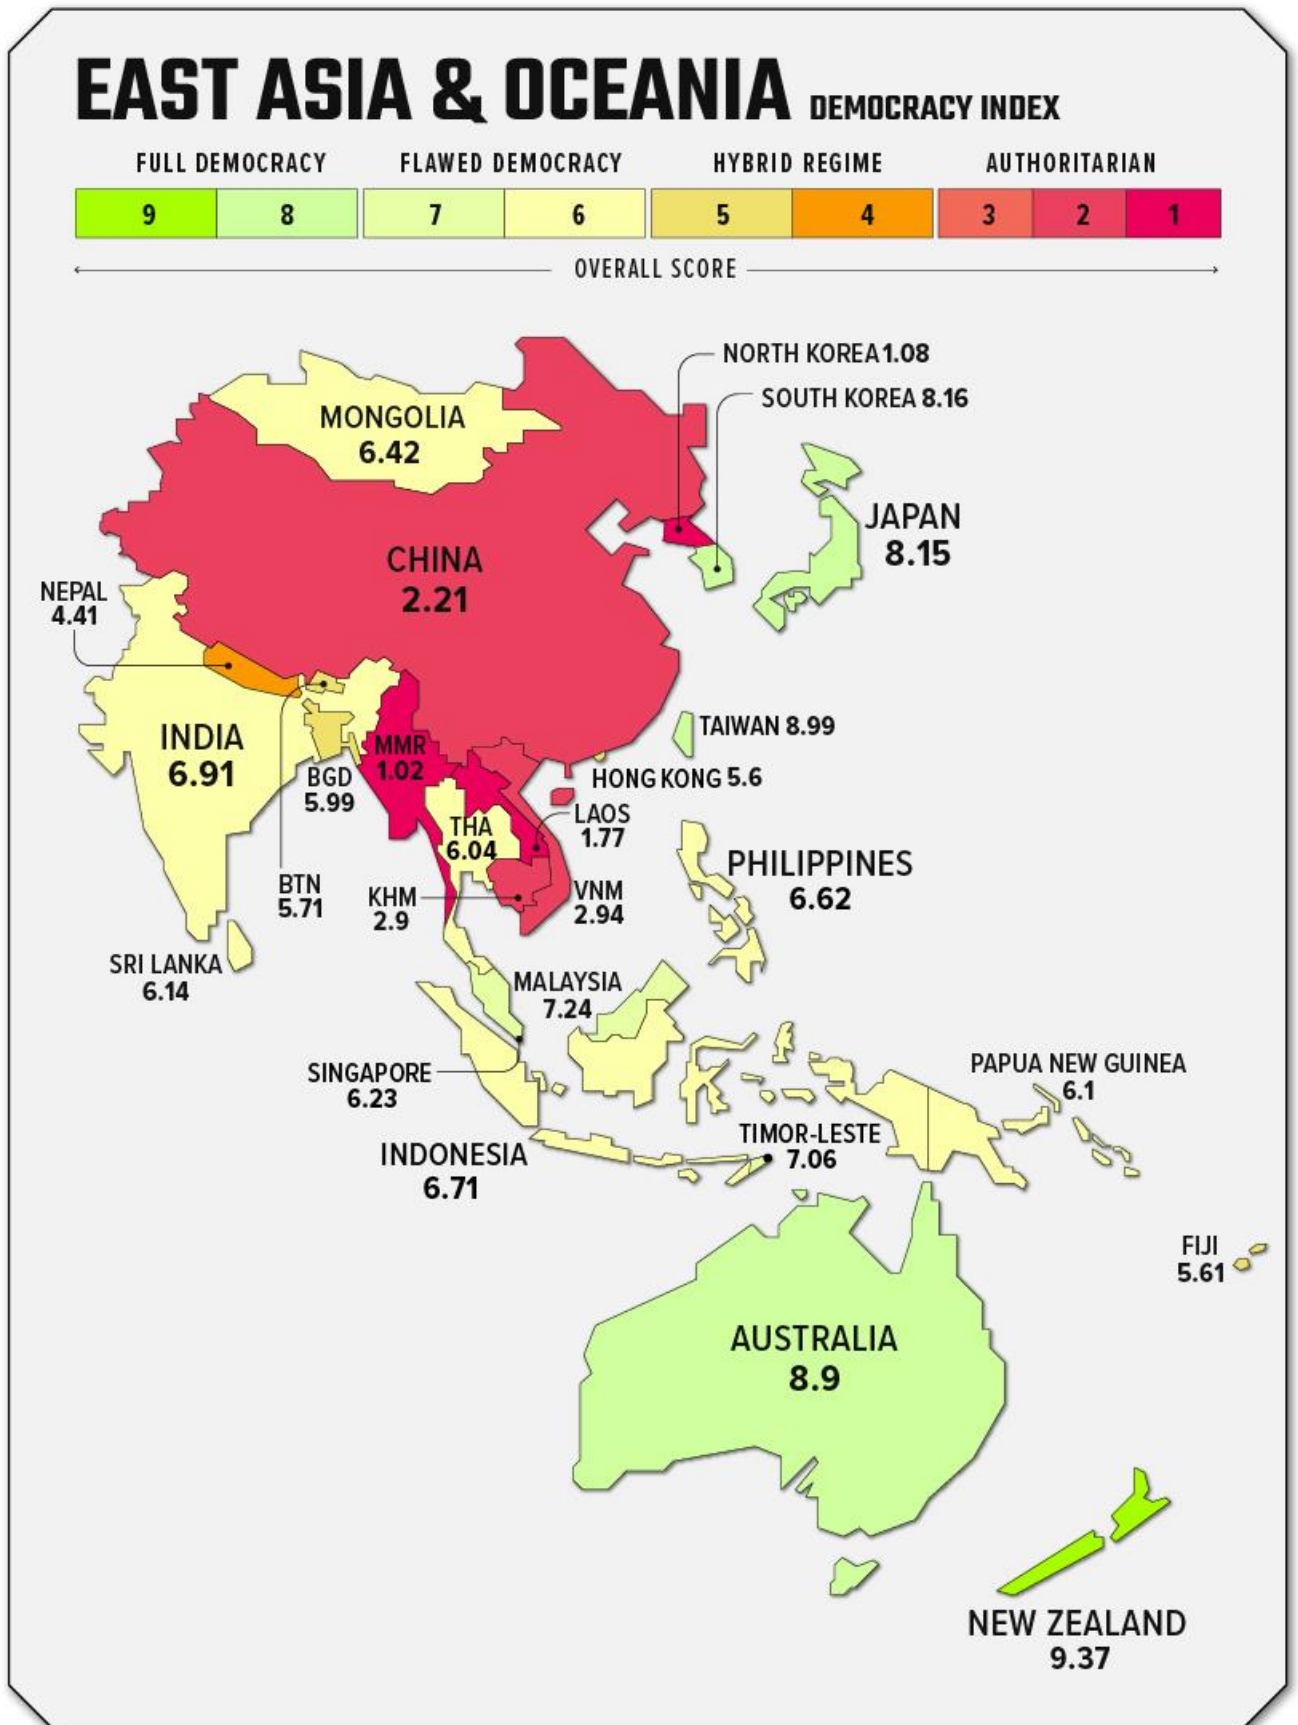 EAST ASIA & OCEANIA DEMOCRACY INDEX
FULL DEMOCRACY FLAWED DEMOCRACY HYBRID REGIME AUTHORITARIAN
9 8 7 6 5 4 3 2 1
OVERALL SCORE
NORTH KOREA 1.08
SOUTH KOREA 8.16
MONGOLIA
6.42
JAPAN
8.15
CHINA
2.21
NEPAL
4.41
INDIA
6.91
TAIWAN 8.99
MMR
1.02
HONG KONG 5.6
BGD
5.99
LAOS
1.77
THA
6.04
PHILIPPINES
6.62
BTN
5.71
KHM
2.9
VNM
2.94
SRI LANKA
6.14
MALAYSIA
7.24
SINGAPORE
6.23
PAPUA NEW GUINEA
6.1
TIMOR-LESTE
7.06
INDONESIA
6.71
FIJI
5.61
AUSTRALIA
8.9
NEW ZEALAND
9.37